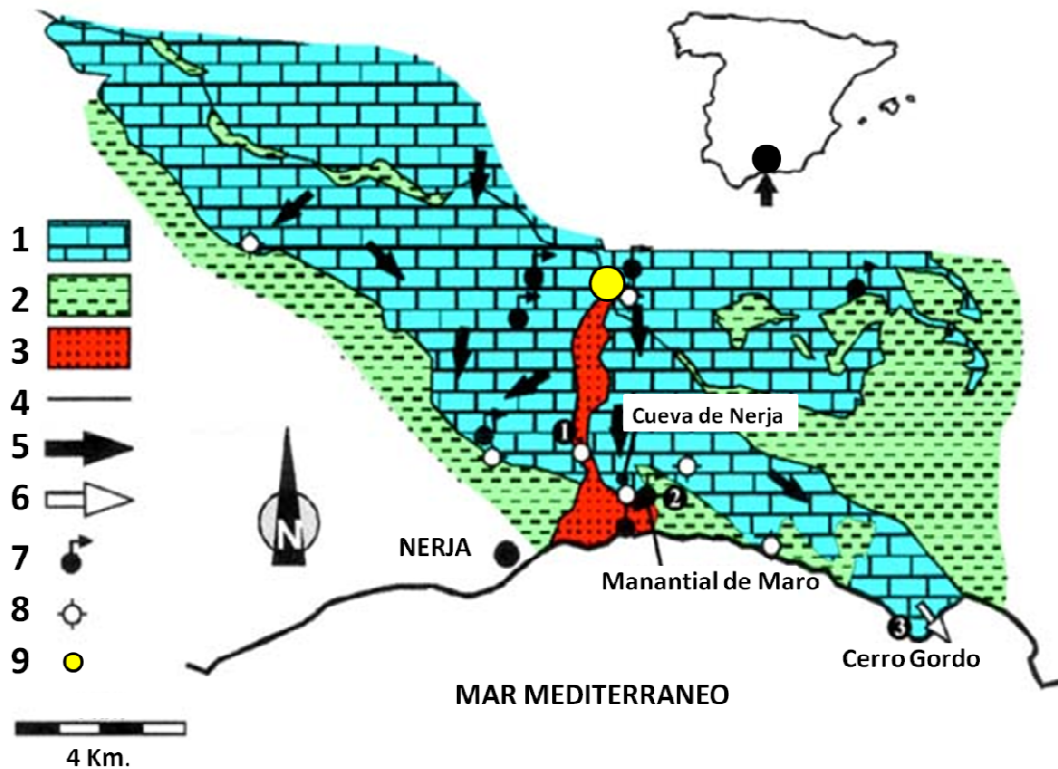 1
2
3
4
5
6
7
8
9
4 Km.
N
NERJA
1
Cueva de Nerja
2
Manantial de Maro
3
Cerro Gordo
MAR MEDITERRANEO